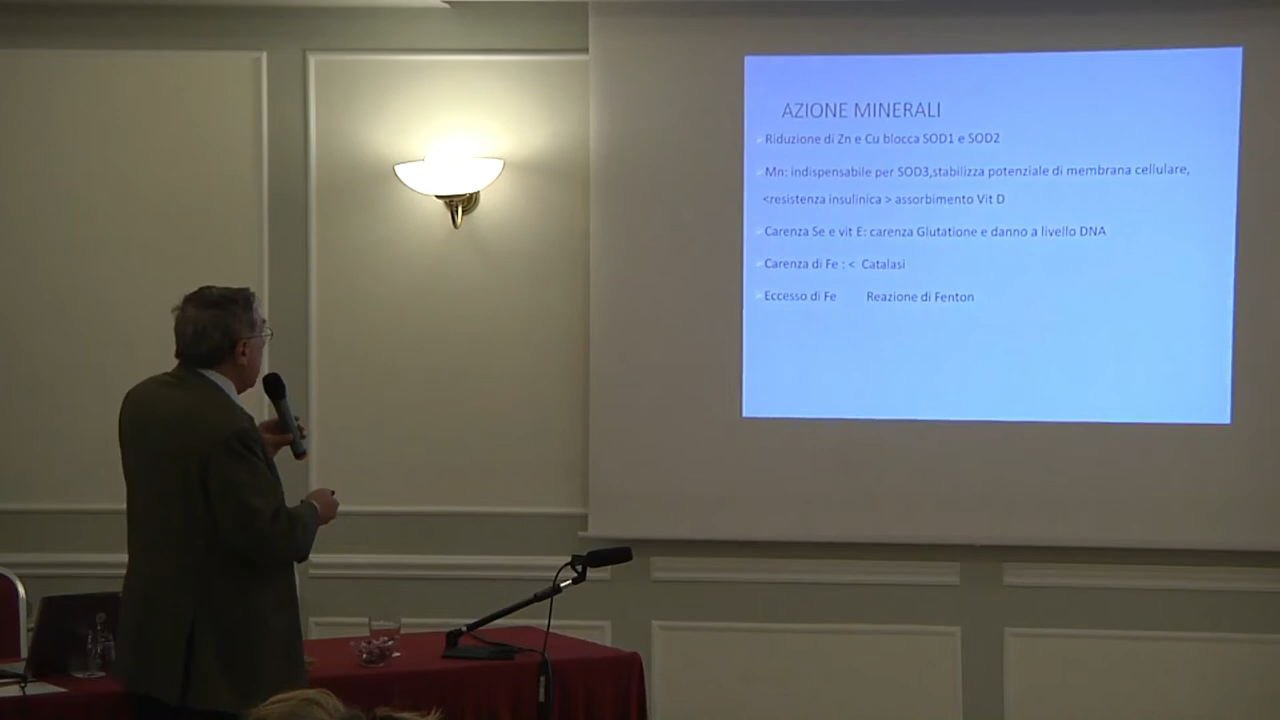 AZIONE MINERALI
Riduzione di Zn e Cu blocca SOD1 e SOD2
Mn: indispensabile per SOD3,stabilizza potenziale di membrana cellulare,
<resistenza insulinica > assorbimento Vit D
Carenza Se e vit E: carenza Glutatione e danno a livello DNA
Carenza di Fe : < Catalasi
Eccesso di Fe Reazione di Fenton